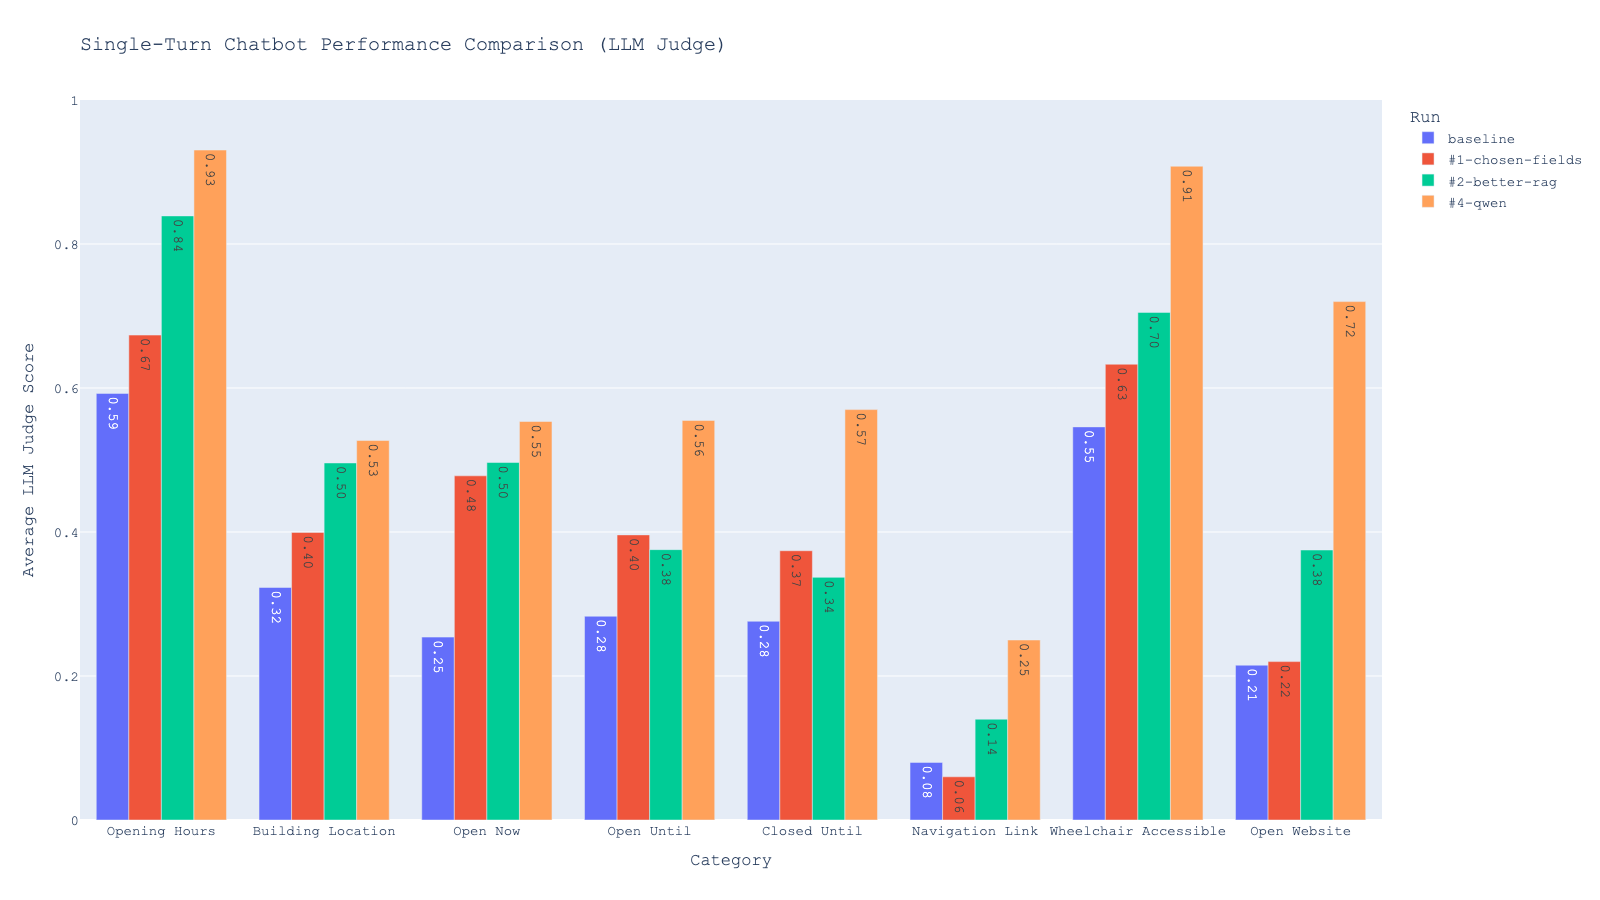 Single-Turn Chatbot Performance Comparison (LLM Judge)
Average LLM Judge Score
1
0.8
0.6
0.4
0.2
0
0.59
0.67
0.84
0.93
0.32
0.40
0.50
0.53
0.25
0.48
0.50
0.55
0.28
0.40
0.38
0.56
0.28
0.37
0.34
0.57
0.08
0.06
0.14
0.25
0.55
0.63
0.70
0.91
0.21
0.22
0.38
0.72
Opening Hours
Building Location
Open Now
Open Until
Closed Until
Navigation Link
Wheelchair Accessible
Open Website
Category
Run
baseline
#1-chosen-fields
#2-better-rag
#4-qwen